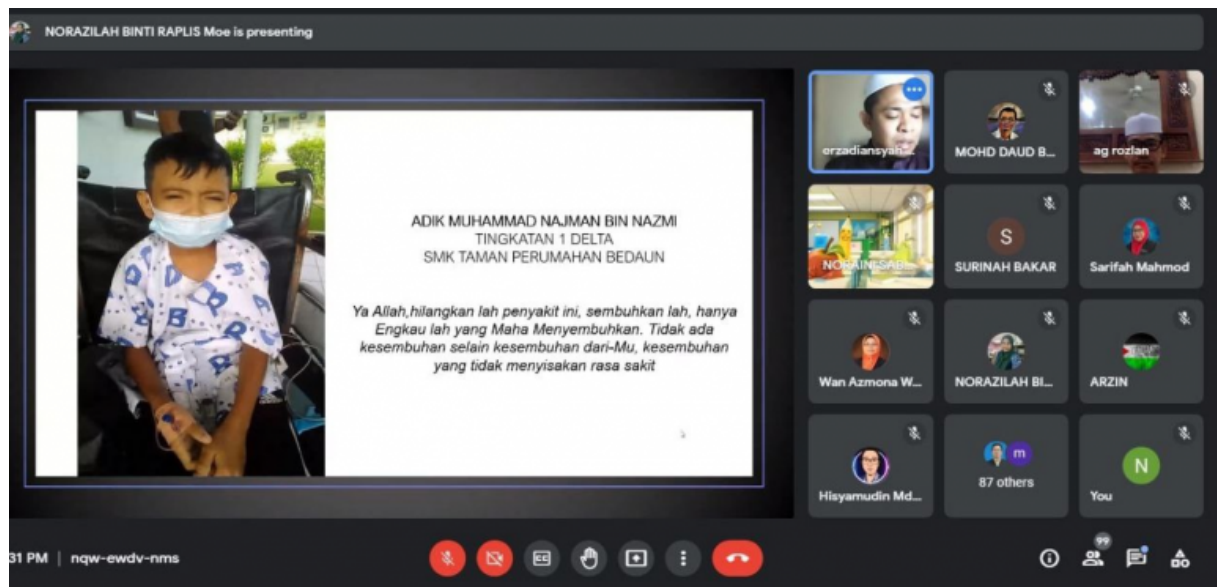 NORAZILAH BINTI RAPLIS Moe is presenting
ADIK MUHAMMAD NAJMAN BIN NAZMI
TINGKATAN 1 DELTA
SMK TAMAN PERUMAHAN BEDAUN
Ya Allah,hilangkan lah penyakit ini, sembuhkan lah, hanya
Engkau lah yang Maha Menyembuhkan. Tidak ada
kesembuhan selain kesembuhan dari-Mu, kesembuhan
yang tidak menyisakan rasa sakit
erzadiansyah...
MOHD DAUD B...
ag rozlan
NORAINI SAB...
S
SURINAH BAKAR
Sarifah Mahmod
Wan Azmona W...
NORAZILAH BI...
ARZIN
Hisyamudin Md...
m
87 others
N
You
31 PM | nqw-ewdv-nms
CC
99